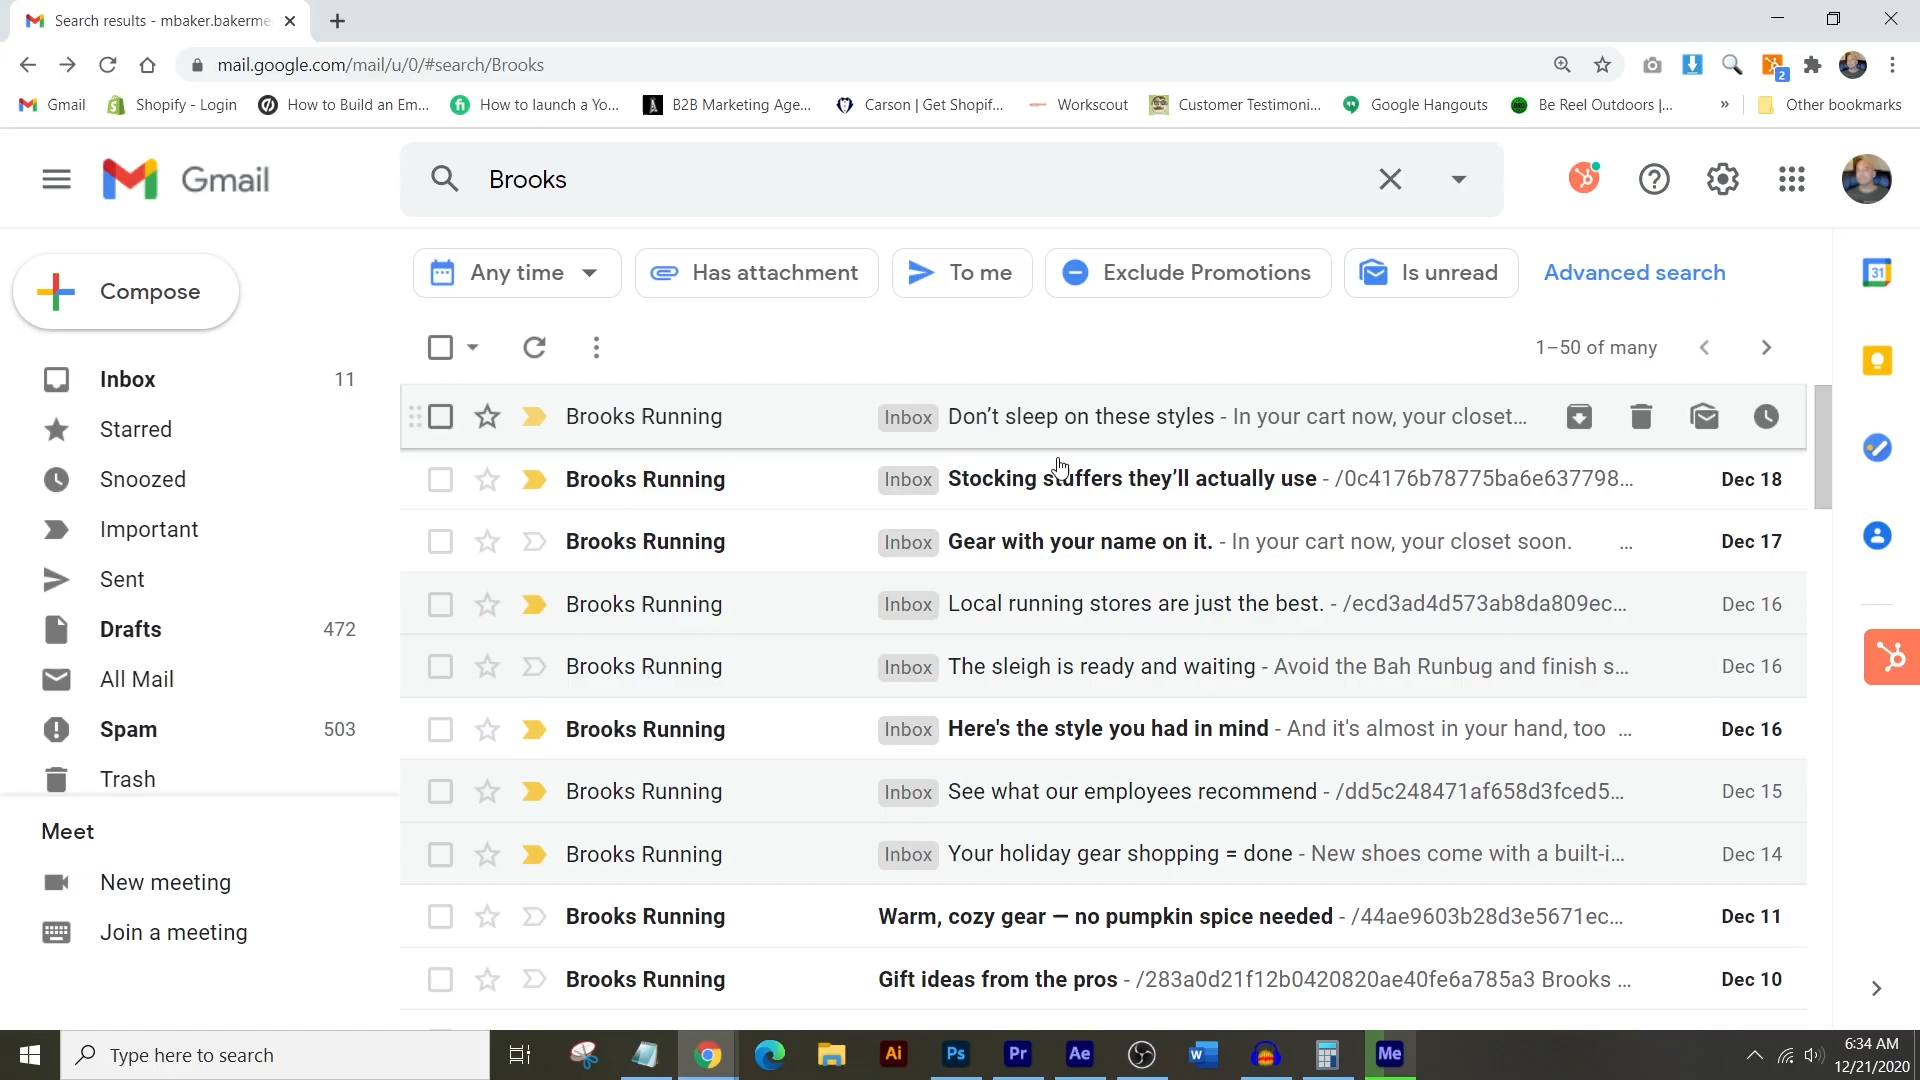 Search results - mbaker.bakerme
mail.google.com/mail/u/0/#search/Brooks
2
Gmail
Shopify - Login
How to Build an Em...
How to launch a Yo...
B2B Marketing Age...
Carson | Get Shopif...
Workscout
Customer Testimoni...
Google Hangouts
Be Reel Outdoors |...
»
Other bookmarks
Gmail
Brooks
Compose
Any time
Has attachment
To me
Exclude Promotions
Is unread
Advanced search
31
1–50 of many
Inbox 11
Starred
Snoozed
Important
Sent
Drafts 472
All Mail
Spam 503
Trash
Meet
New meeting
Join a meeting
Brooks Running Inbox Don’t sleep on these styles - In your cart now, your closet...
Brooks Running Inbox Stocking stuffers they’ll actually use - /0c4176b78775ba6e637798... Dec 18
Brooks Running Inbox Gear with your name on it. - In your cart now, your closet soon. ... Dec 17
Brooks Running Inbox Local running stores are just the best. - /ecd3ad4d573ab8da809ec... Dec 16
Brooks Running Inbox The sleigh is ready and waiting - Avoid the Bah Runbug and finish s... Dec 16
Brooks Running Inbox Here's the style you had in mind - And it's almost in your hand, too ... Dec 16
Brooks Running Inbox See what our employees recommend - /dd5c248471af658d3fced5... Dec 15
Brooks Running Inbox Your holiday gear shopping = done - New shoes come with a built-i... Dec 14
Brooks Running Warm, cozy gear — no pumpkin spice needed - /44ae9603b28d3e5671ec... Dec 11
Brooks Running Gift ideas from the pros - /283a0d21f12b0420820ae40fe6a785a3 Brooks ... Dec 10
Type here to search
Ai
Ps
Pr
Ae
W
Me
6:34 AM
12/21/2020